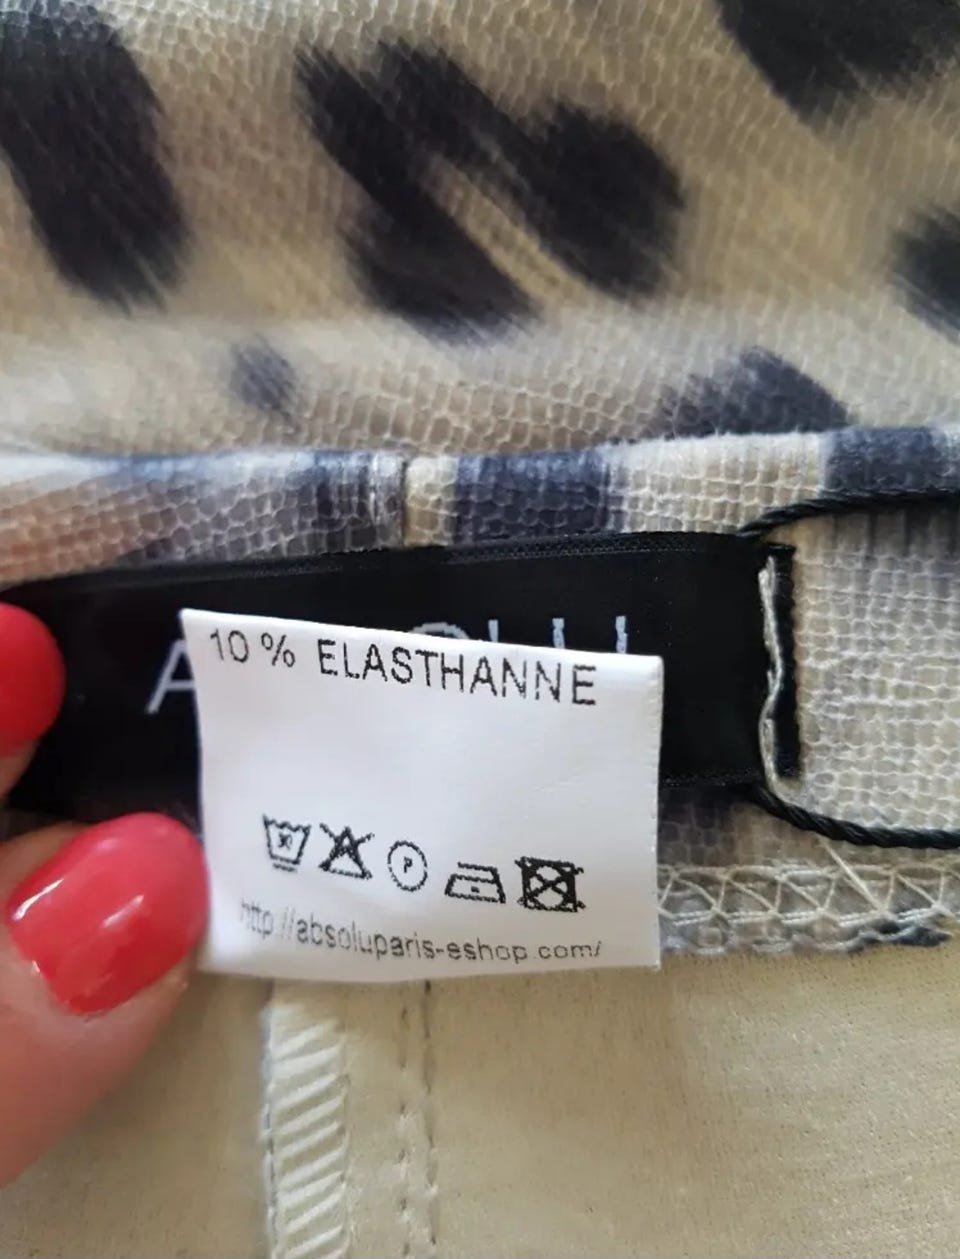 10 % ELASTHANNE
P
http://absoluparis-eshop.com/